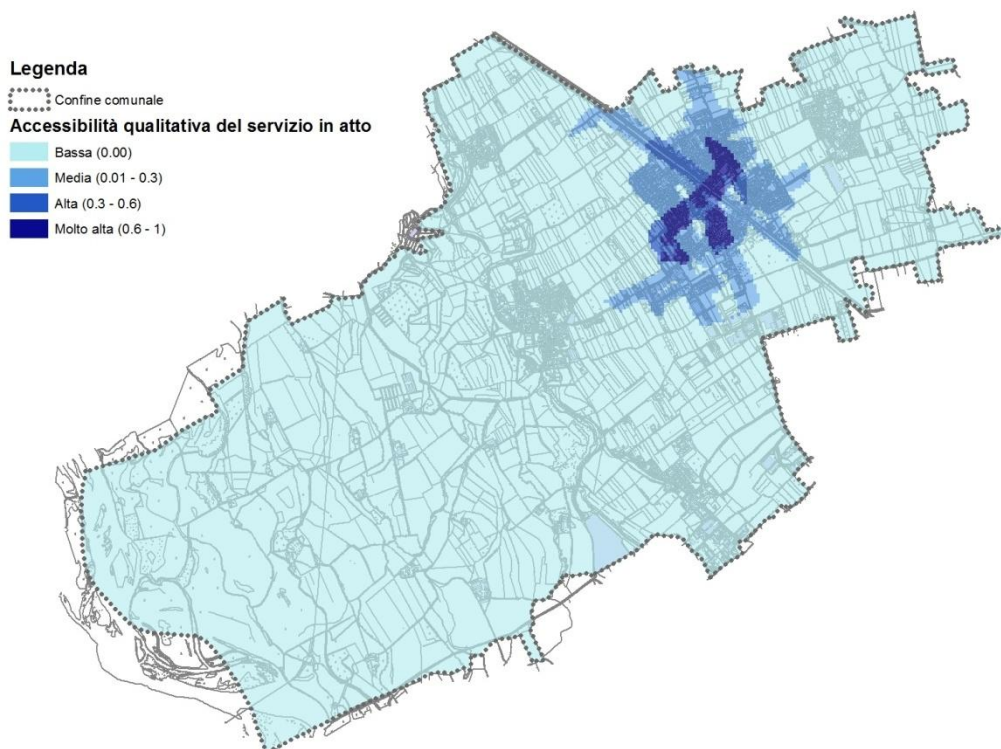 Legenda
Confine comunale
Accessibilità qualitativa del servizio in atto
Bassa (0.00)
Media (0.01 - 0.3)
Alta (0.3 - 0.6)
Molto alta (0.6 - 1)